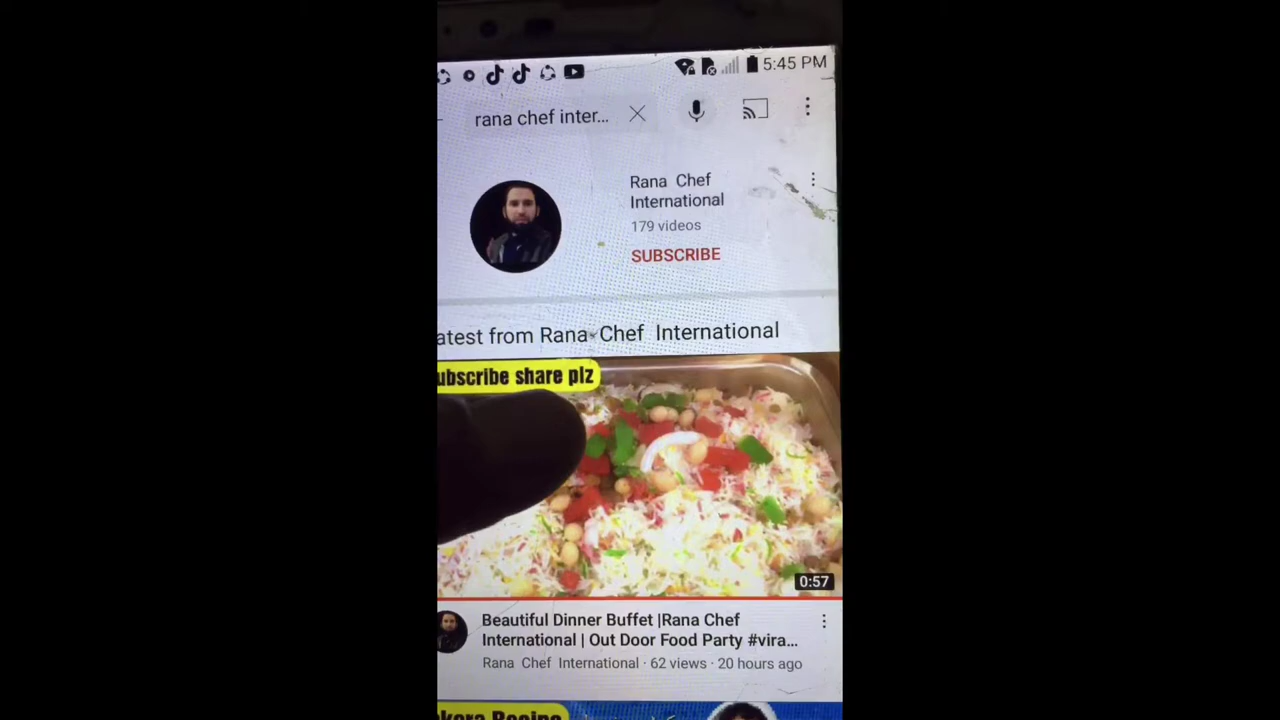 5:45 PM
rana chef inter...
Rana Chef
International
179 videos
SUBSCRIBE
atest from Rana Chef International
ubscribe share plz
0:57
Beautiful Dinner Buffet |Rana Chef
International | Out Door Food Party #vira...
Rana Chef International · 62 views · 20 hours ago
kora Recipe